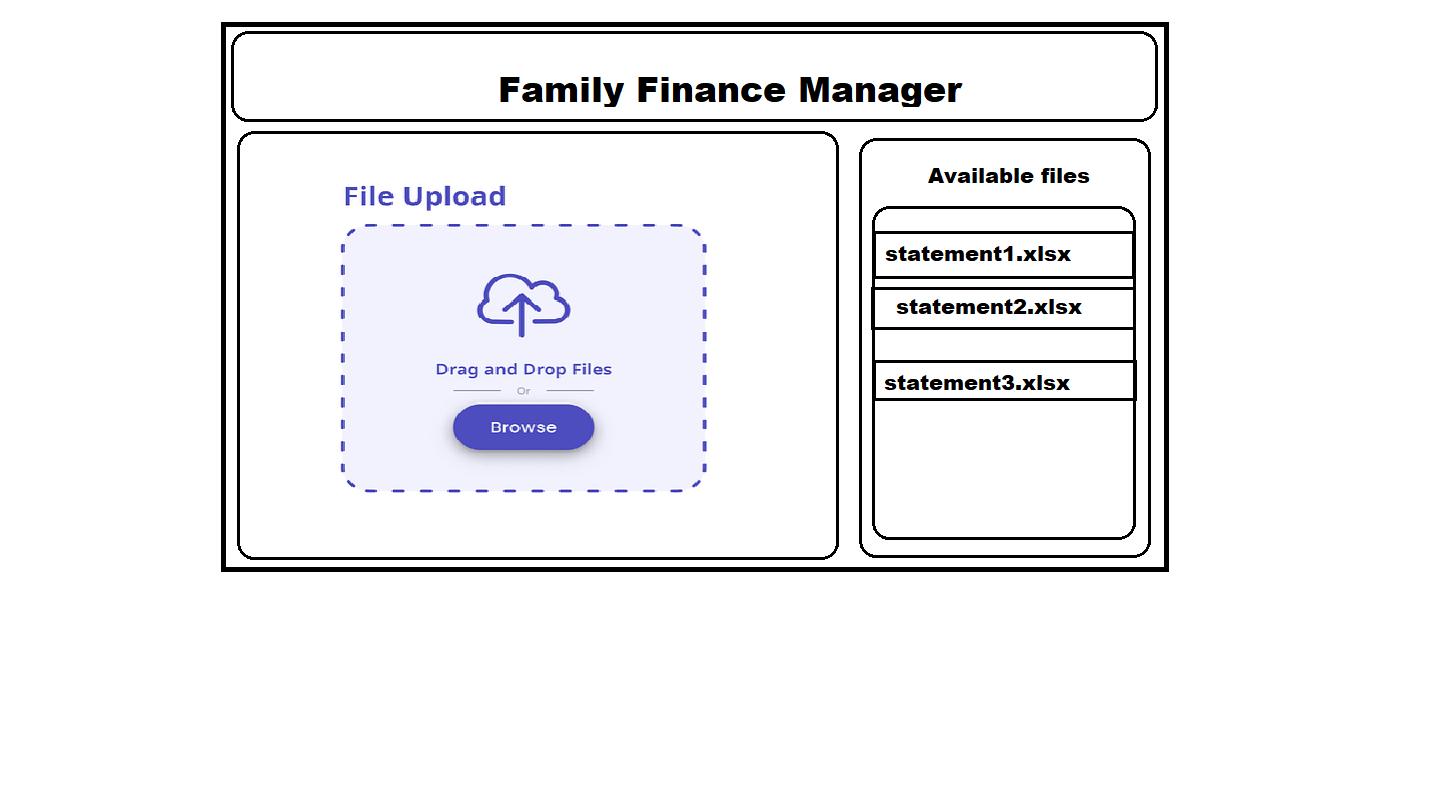 Family Finance Manager
File Upload
Drag and Drop Files
Or
Browse
Available files
statement1.xlsx
statement2.xlsx
statement3.xlsx